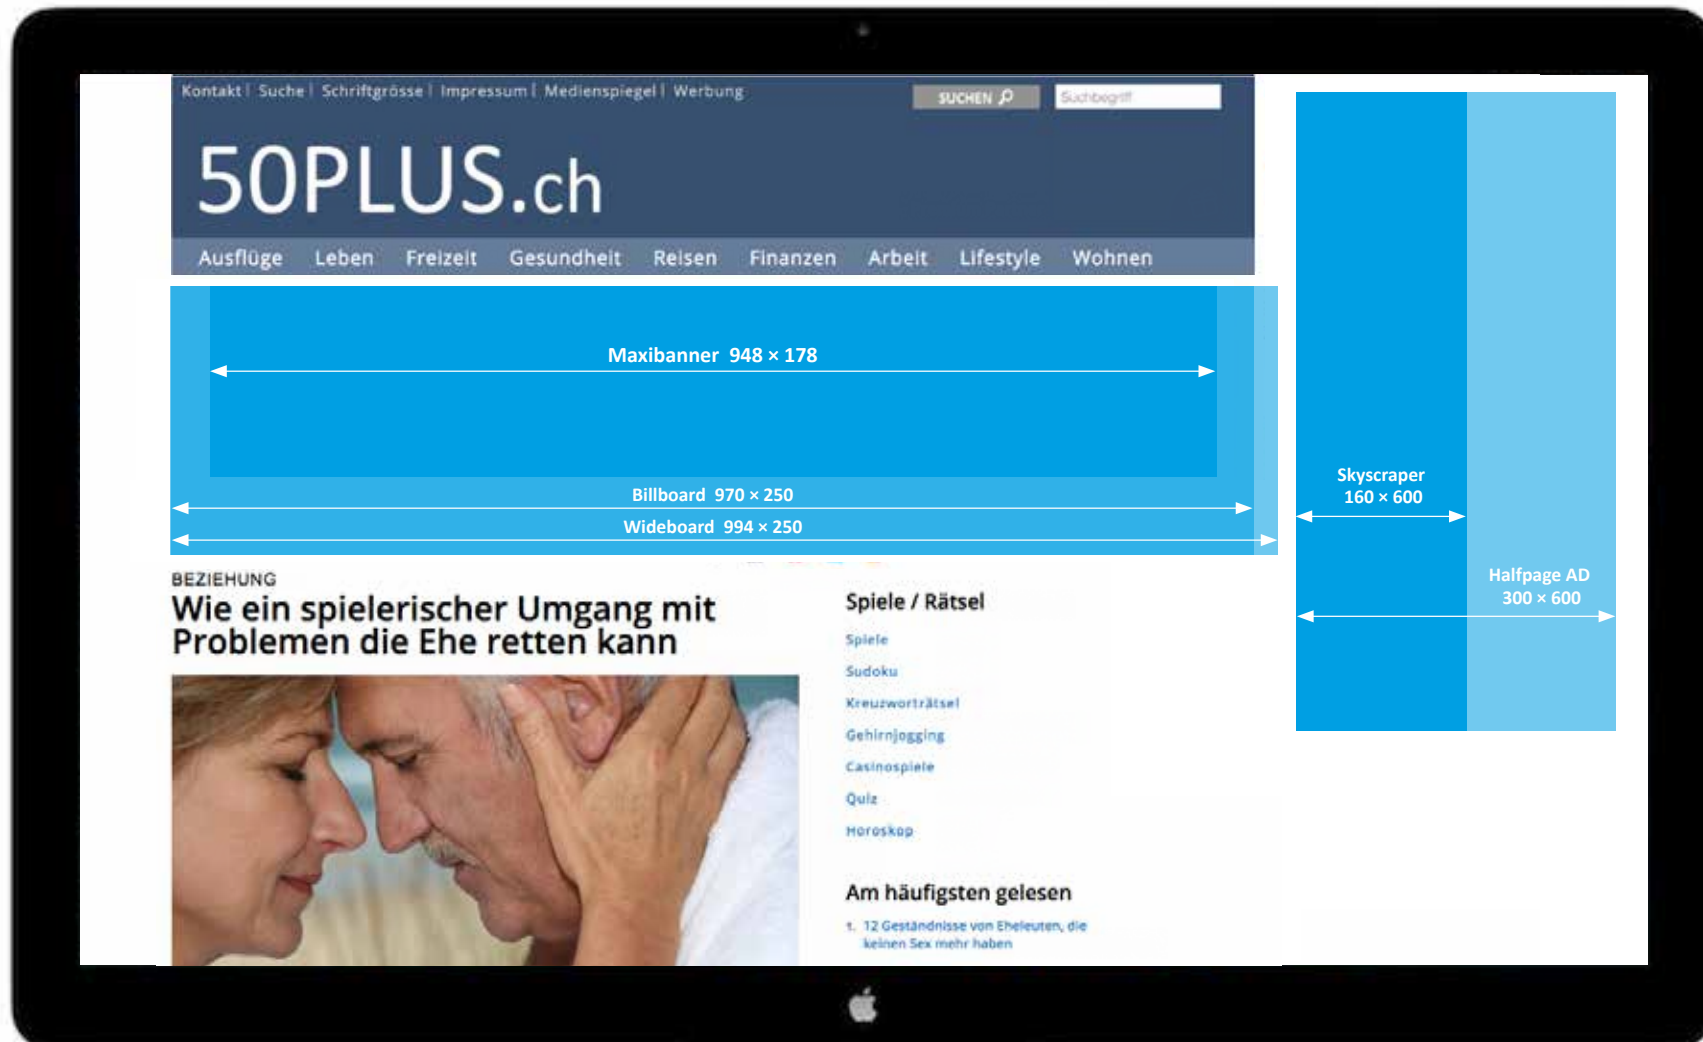 Kontakt | Suche | Schriftgrösse | Impressum | Medienspiegel | Werbung
SUCHEN
Suchbegriff
50PLUS.ch
Ausflüge Leben Freizeit Gesundheit Reisen Finanzen Arbeit Lifestyle Wohnen
Maxibanner 948 × 178
Billboard 970 × 250
Wideboard 994 × 250
Skyscraper
160 × 600
Halfpage AD
300 × 600
BEZIEHUNG
Wie ein spielerischer Umgang mit
Problemen die Ehe retten kann
Spiele / Rätsel
Spiele
Sudoku
Kreuzworträtsel
Gehirnjogging
Casinospiele
Quiz
Horoskop
Am häufigsten gelesen
1. 12 Geständnisse von Eheleuten, die
keinen Sex mehr haben